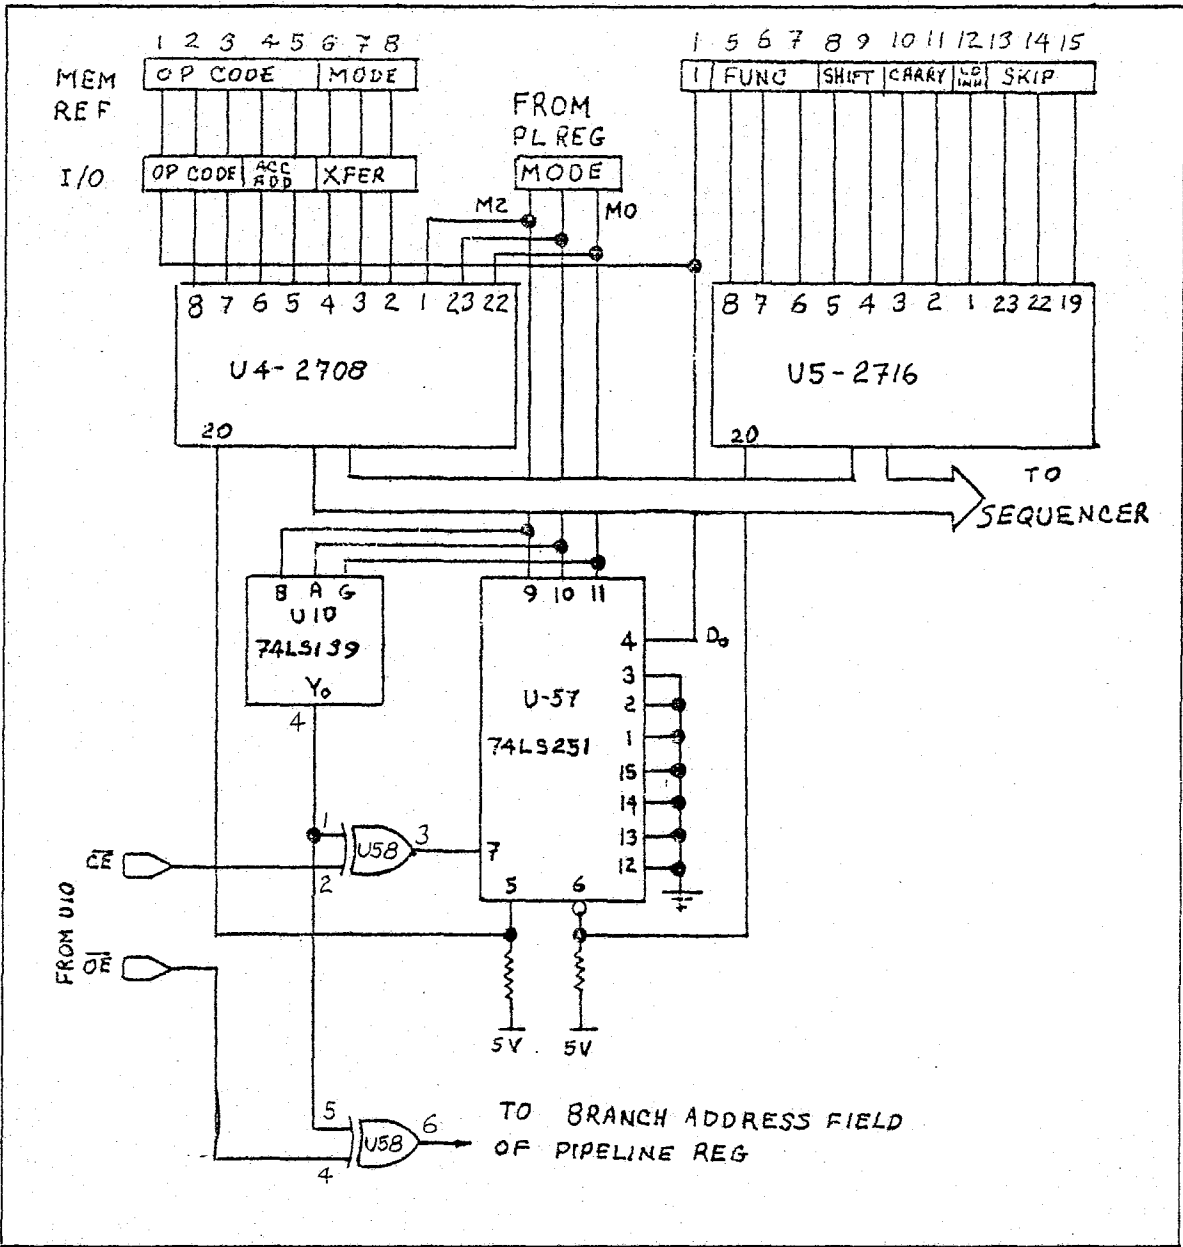 1 2 3 4 5 6 7 8
MEM REF
OP CODE MODE
I/O
OP CODE ACC ADD XFER
FROM PL REG
MODE
M2 M0
1 5 6 7 8 9 10 11 12 13 14 15
1 FUNC SHIFT CARRY LD INH SKIP
8 7 6 5 4 3 2 1 23 22
U4-2708
20
8 7 6 5 4 3 2 1 23 22 19
U5-2716
20
TO SEQUENCER
B A G
U10
74LS139
Y0
4
9 10 11
4 D0
3
2
1
15
14
13
12
U-57
74LS251
7
5 6
5V 5V
FROM U10
C̅E̅
O̅E̅
1
2
U58
3
5
4
U58
6
TO BRANCH ADDRESS FIELD
OF PIPELINE REG